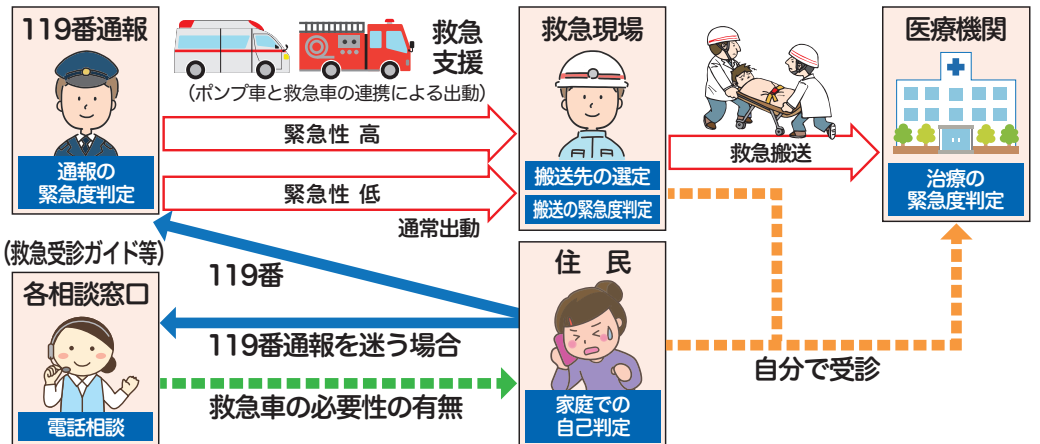 119番通報
通報の
緊急度判定
救急
支援
（ポンプ車と救急車の連携による出動）
緊急性 高
緊急性 低
通常出動
救急現場
搬送先の選定
搬送の緊急度判定
救急搬送
医療機関
治療の
緊急度判定
（救急受診ガイド等）
各相談窓口
電話相談
119番
119番通報を迷う場合
救急車の必要性の有無
住 民
家庭での
自己判定
自分で受診